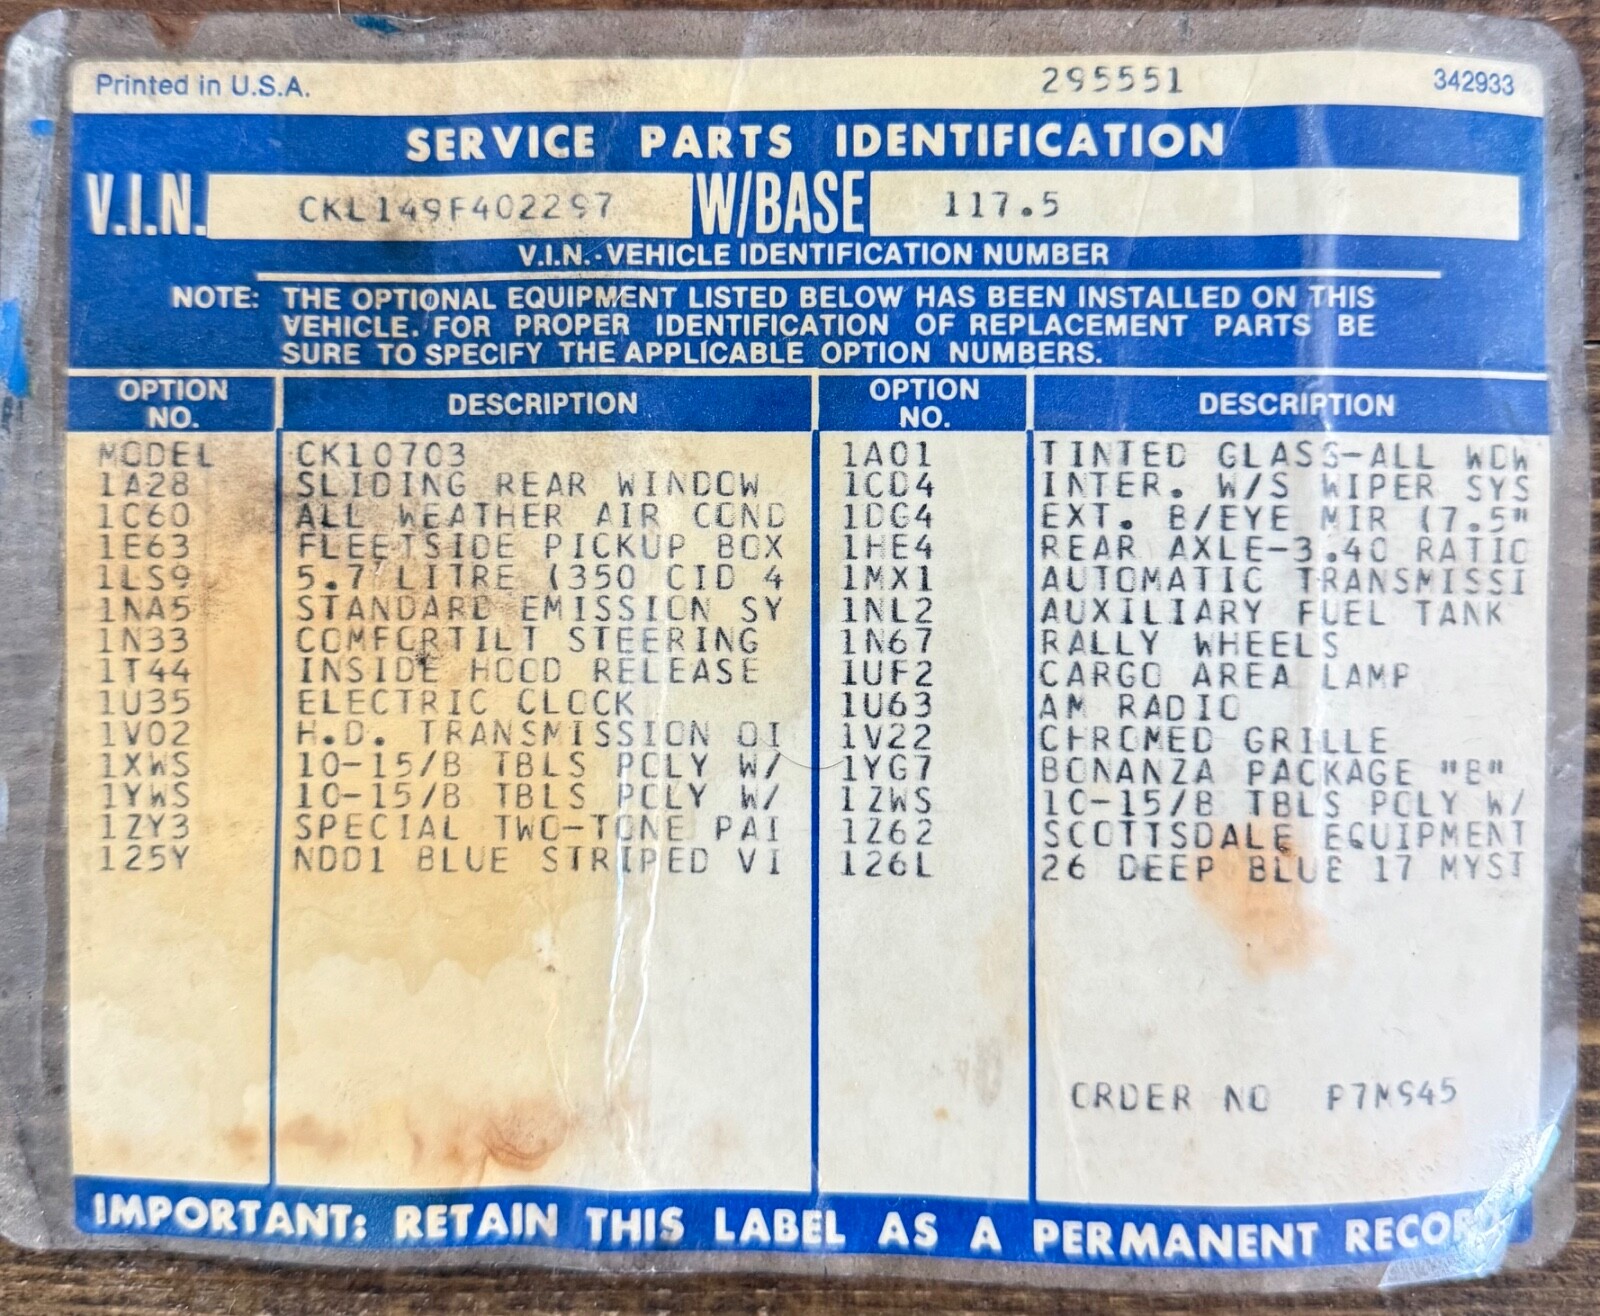 Printed in U.S.A. 295551 342933
SERVICE PARTS IDENTIFICATION
V.I.N. CKL149F402297 W/BASE 117.5
V.I.N.-VEHICLE IDENTIFICATION NUMBER
NOTE: THE OPTIONAL EQUIPMENT LISTED BELOW HAS BEEN INSTALLED ON THIS
VEHICLE. FOR PROPER IDENTIFICATION OF REPLACEMENT PARTS BE
SURE TO SPECIFY THE APPLICABLE OPTION NUMBERS.
OPTION NO. DESCRIPTION OPTION NO. DESCRIPTION
MODEL CK10703 1A01 TINTED GLASS-ALL WDW
1A28 SLIDING REAR WINDOW 1CD4 INTER. W/S WIPER SYS
1C60 ALL WEATHER AIR COND 1DG4 EXT. B/EYE MIR (7.5"
1E63 FLEETSIDE PICKUP BOX 1HE4 REAR AXLE-3.40 RATIO
1LS9 5.7 LITRE (350 CID 4 1MX1 AUTOMATIC TRANSMISSI
1NA5 STANDARD EMISSION SY 1NL2 AUXILIARY FUEL TANK
1N33 COMFORTILT STEERING 1N67 RALLY WHEELS
1T44 INSIDE HOOD RELEASE 1UF2 CARGO AREA LAMP
1U35 ELECTRIC CLOCK 1U63 AM RADIO
1V02 H.D. TRANSMISSION OI 1V22 CHROMED GRILLE
1XWS 10-15/B TBLS POLY W/ 1YG7 BONANZA PACKAGE "B"
1YWS 10-15/B TBLS POLY W/ 1ZWS 10-15/B TBLS POLY W/
1ZY3 SPECIAL TWO-TONE PAI 1Z62 SCOTTSDALE EQUIPMENT
125Y NDD1 BLUE STRIPED VI 126L 26 DEEP BLUE 17 MYST
ORDER NO P7MS45
IMPORTANT: RETAIN THIS LABEL AS A PERMANENT RECORD